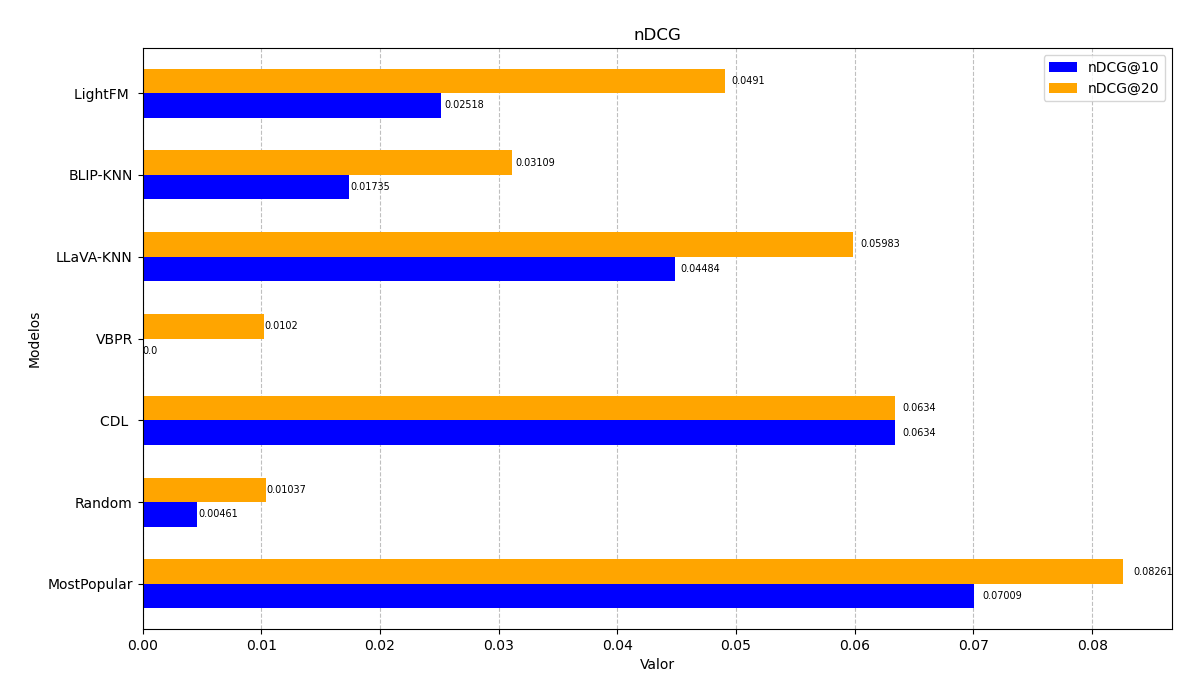 nDCG
nDCG@10
nDCG@20
LightFM
0.0491
0.02518
BLIP-KNN
0.03109
0.01735
LLaVA-KNN
0.05983
0.04484
VBPR
0.0102
0.0
CDL
0.0634
0.0634
Random
0.01037
0.00461
MostPopular
0.08261
0.07009
Modelos
0.00 0.01 0.02 0.03 0.04 0.05 0.06 0.07 0.08
Valor